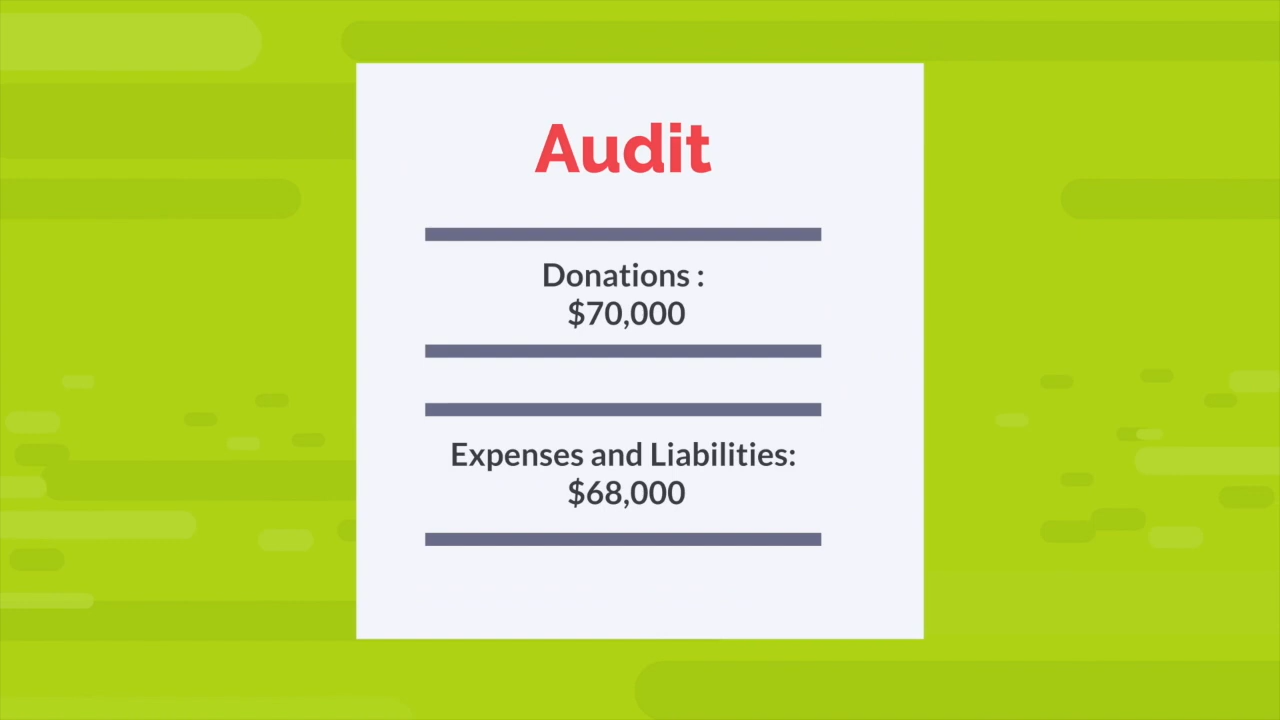 Audit
Donations :
$70,000
Expenses and Liabilities:
$68,000